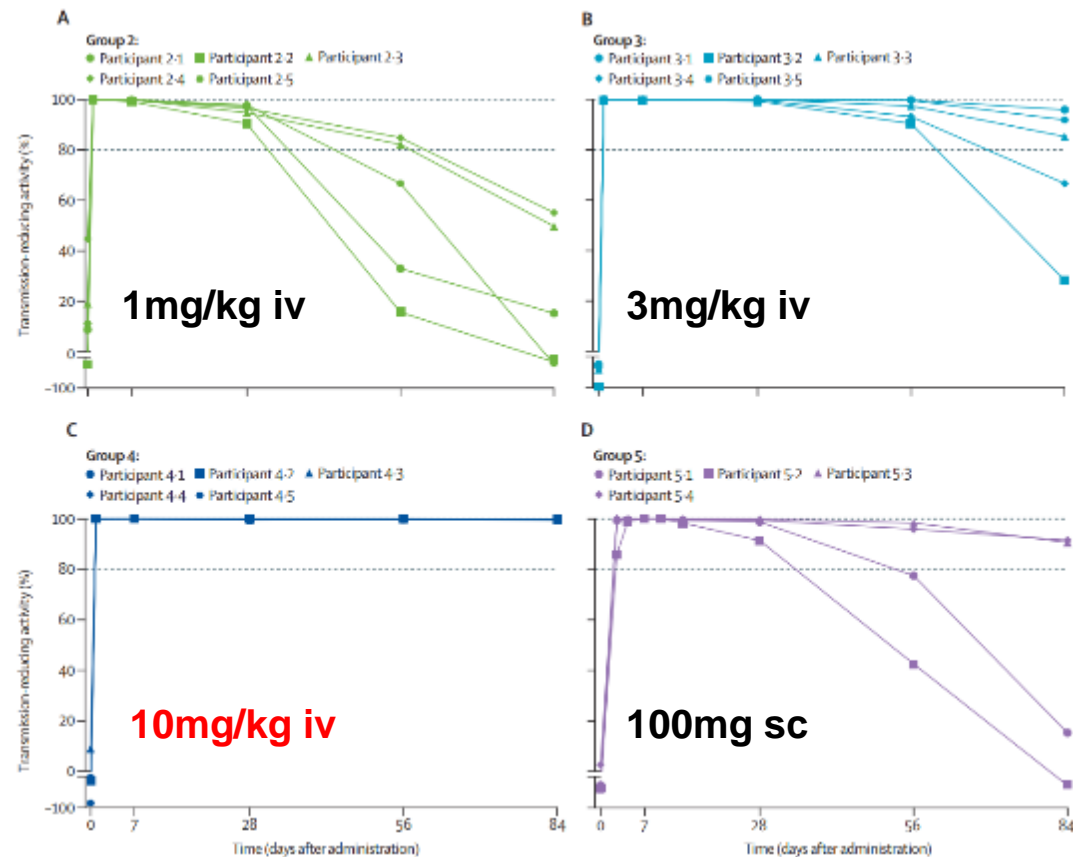 A
Group 2:
Participant 2·1 Participant 2·2 Participant 2·3
Participant 2·4 Participant 2·5
Transmission-reducing activity (%)
100
80
60
40
20
0
−100
1mg/kg iv
B
Group 3:
Participant 3·1 Participant 3·2 Participant 3·3
Participant 3·4 Participant 3·5
3mg/kg iv
C
Group 4:
Participant 4·1 Participant 4·2 Participant 4·3
Participant 4·4 Participant 4·5
Transmission-reducing activity (%)
100
80
60
40
20
0
−100
10mg/kg iv
0 7 28 56 84
Time (days after administration)
D
Group 5:
Participant 5·1 Participant 5·2 Participant 5·3
Participant 5·4
100mg sc
0 7 28 56 84
Time (days after administration)